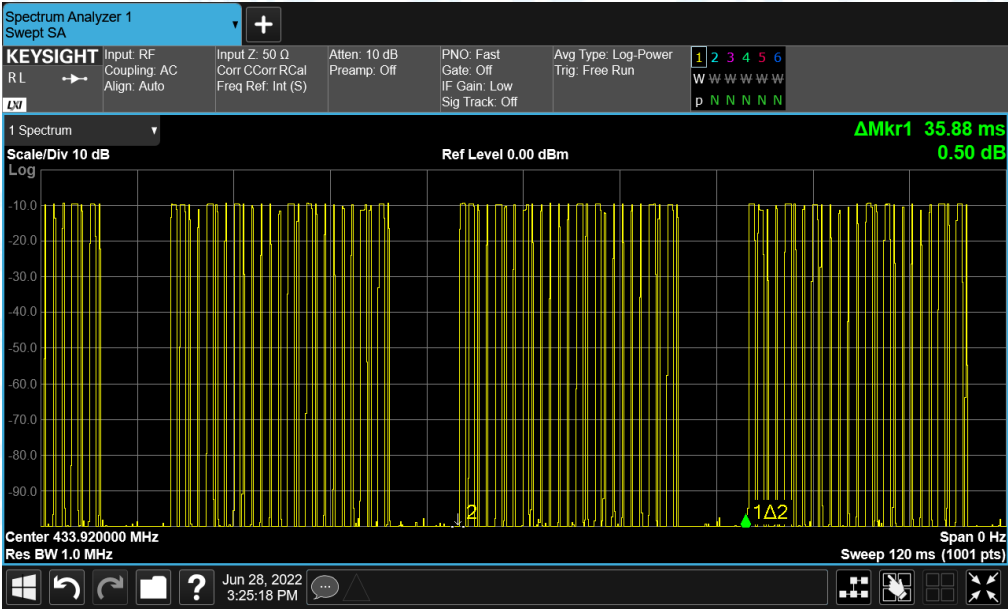 Spectrum Analyzer 1
Swept SA
+
KEYSIGHT
R L
LXI
Input: RF
Coupling: AC
Align: Auto
Input Z: 50 Ω
Corr CCorr RCal
Freq Ref: Int (S)
Atten: 10 dB
Preamp: Off
PNO: Fast
Gate: Off
IF Gain: Low
Sig Track: Off
Avg Type: Log-Power
Trig: Free Run
1 2 3 4 5 6
W W W W W W
p N N N N N
1 Spectrum
ΔMkr1 35.88 ms
0.50 dB
Scale/Div 10 dB
Ref Level 0.00 dBm
Log
-10.0
-20.0
-30.0
-40.0
-50.0
-60.0
-70.0
-80.0
-90.0
2
1Δ2
Center 433.920000 MHz
Span 0 Hz
Res BW 1.0 MHz
Sweep 120 ms (1001 pts)
?
Jun 28, 2022
3:25:18 PM